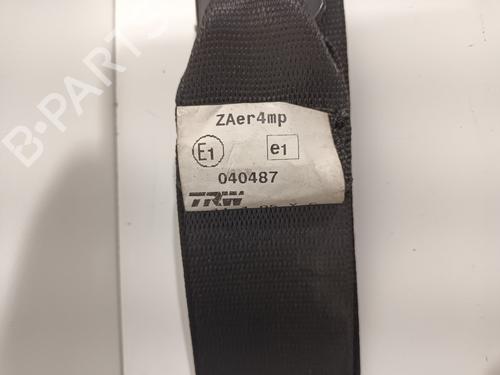 B-PARTS
ZAer4mp
E1 e1
040487
TRW